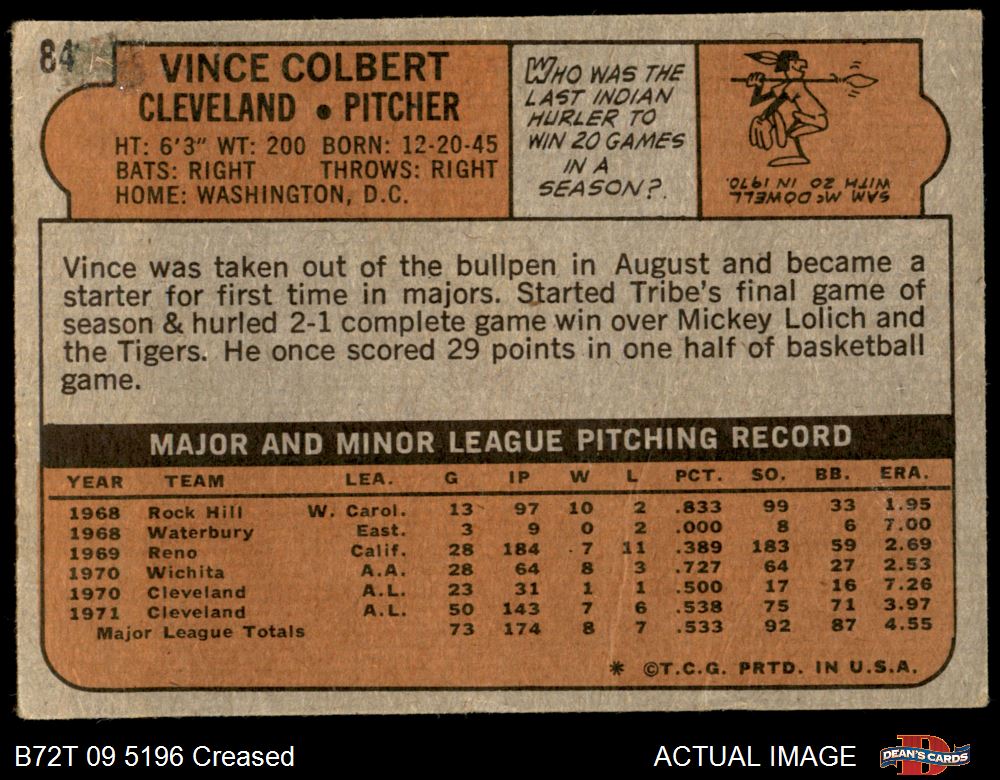 84
VINCE COLBERT
CLEVELAND • PITCHER
HT: 6'3" WT: 200 BORN: 12-20-45
BATS: RIGHT THROWS: RIGHT
HOME: WASHINGTON, D.C.
WHO WAS THE
LAST INDIAN
HURLER TO
WIN 20 GAMES
IN A
SEASON?
SAM McDOWELL
WITH 20 IN 1970.
Vince was taken out of the bullpen in August and became a
starter for first time in majors. Started Tribe's final game of
season & hurled 2-1 complete game win over Mickey Lolich and
the Tigers. He once scored 29 points in one half of basketball
game.
MAJOR AND MINOR LEAGUE PITCHING RECORD
YEAR TEAM LEA. G IP W L PCT. SO. BB. ERA.
1968 Rock Hill W. Carol. 13 97 10 2 .833 99 33 1.95
1968 Waterbury East. 3 9 0 2 .000 8 6 7.00
1969 Reno Calif. 28 184 7 11 .389 183 59 2.69
1970 Wichita A.A. 28 64 8 3 .727 64 27 2.53
1970 Cleveland A.L. 23 31 1 1 .500 17 16 7.26
1971 Cleveland A.L. 50 143 7 6 .538 75 71 3.97
Major League Totals 73 174 8 7 .533 92 87 4.55
* ©T.C.G. PRTD. IN U.S.A.
B72T 09 5196 Creased
ACTUAL IMAGE
D
DEAN'S CARDS